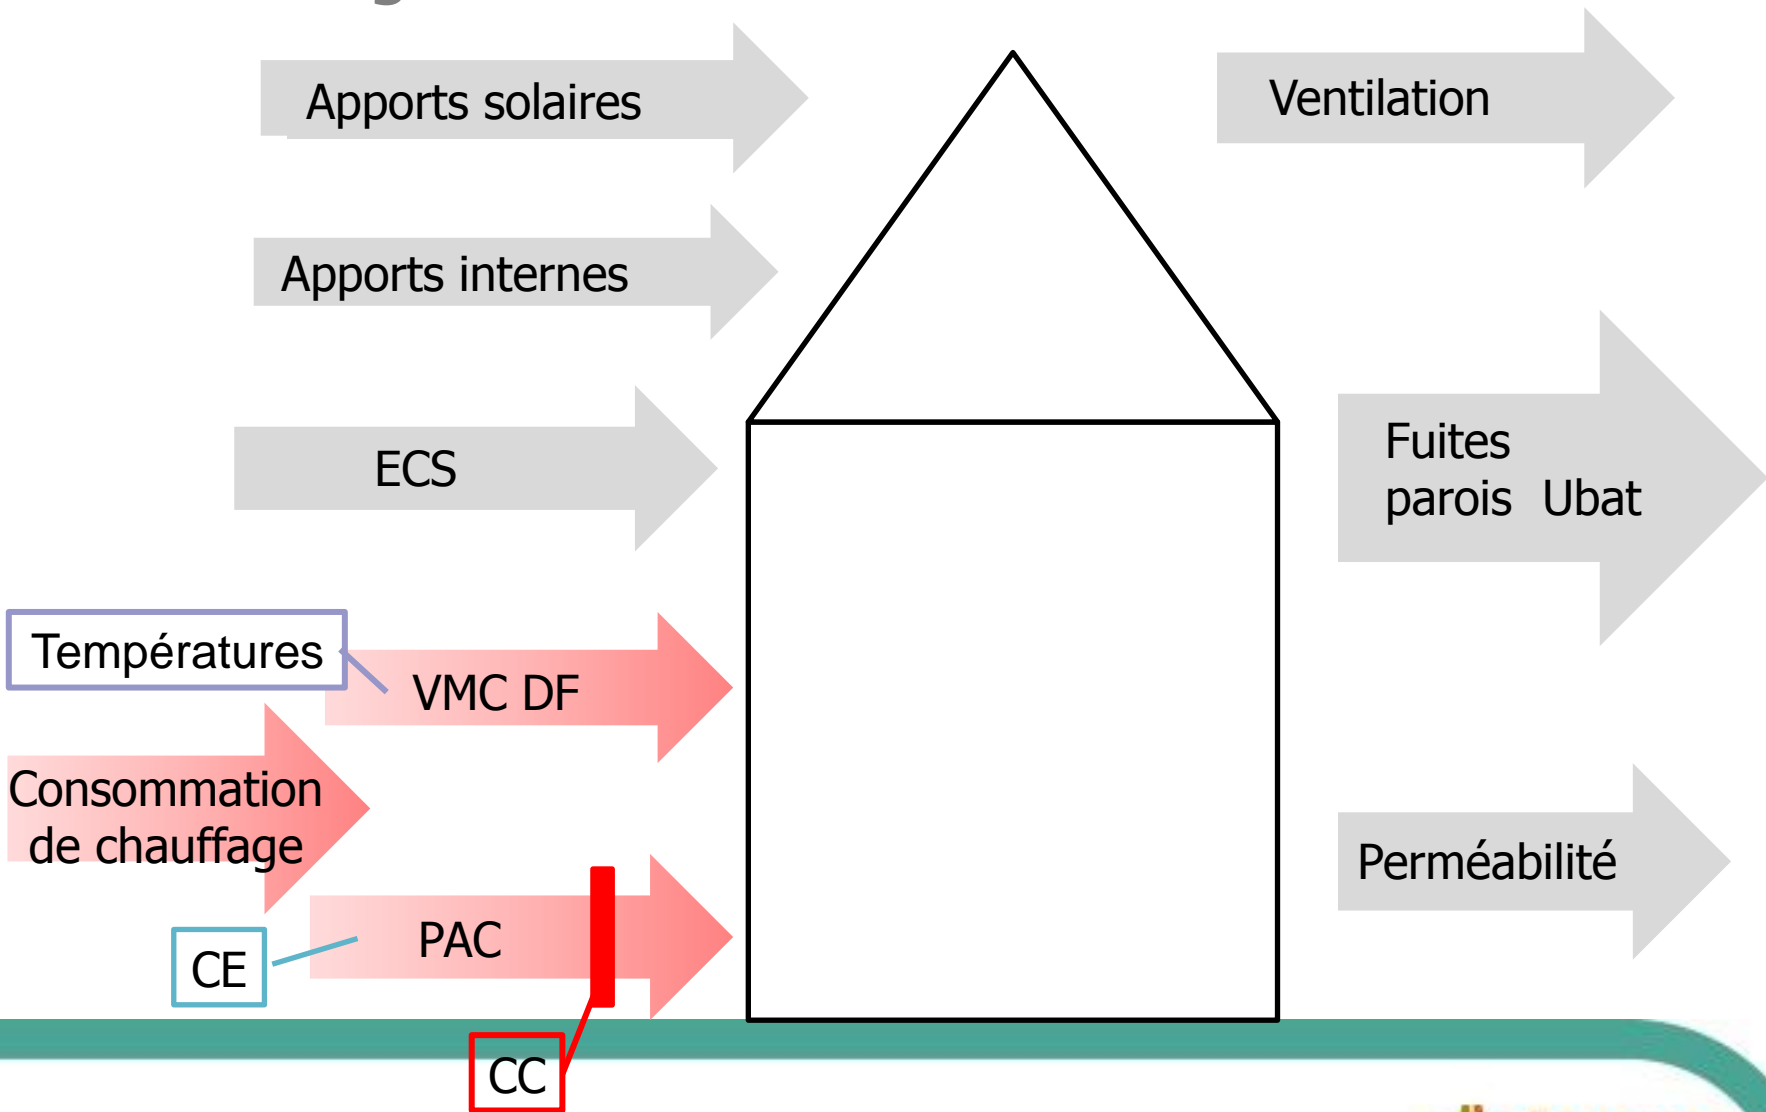 Apports solaires
Ventilation
Apports internes
ECS
Fuites
parois Ubat
Températures
VMC DF
Consommation
de chauffage
Perméabilité
PAC
CE
CC